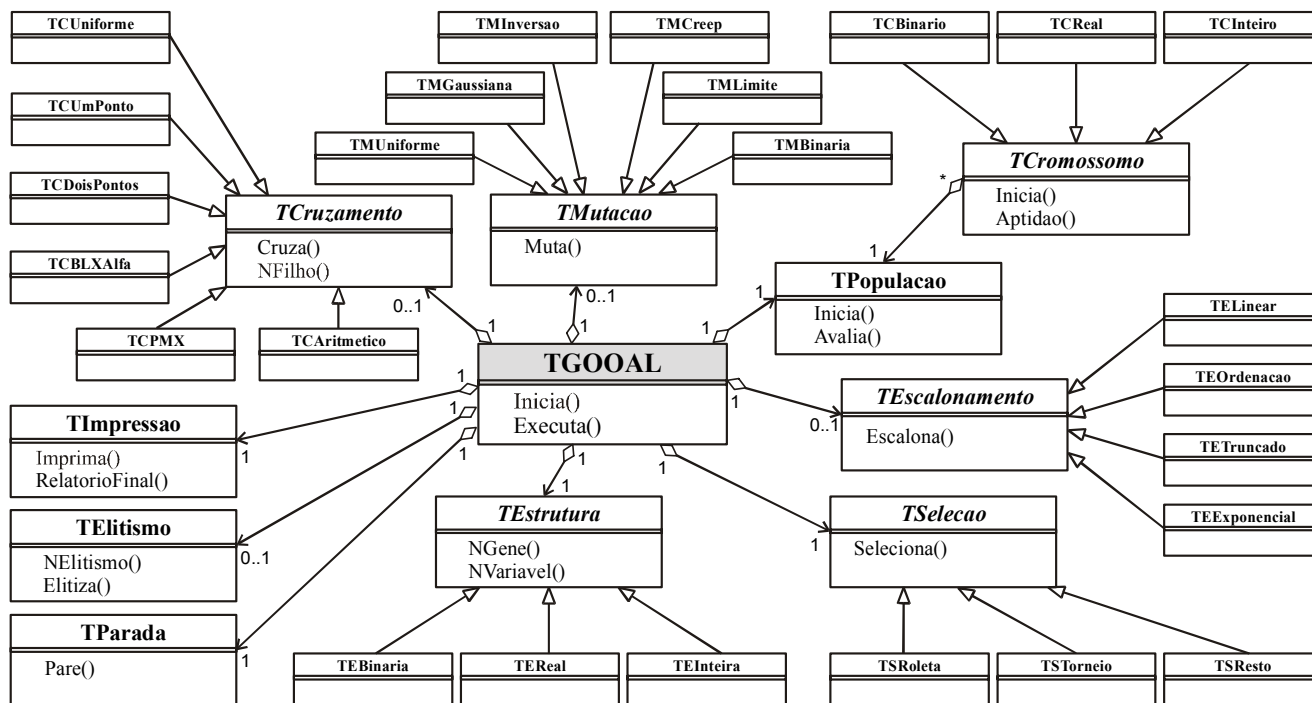 TCUniforme
TMInversao
TMCreep
TCBinario
TCReal
TCInteiro
TCUmPonto
TMGaussiana
TMLimite
TMUniforme
TMBinaria
TCDoisPontos
TCBLXAlfa
TCPMX
TCAritmetico
TCruzamento
Cruza()
NFilho()
0..1
1
TMutacao
Muta()
0..1
1
TCromossomo
Inicia()
Aptidao()
*
1
TPopulacao
Inicia()
Avalia()
1
1
TGOOAL
Inicia()
Executa()
TELinear
TEOrdenacao
TETruncado
TEExponencial
TEscalonamento
Escalona()
1
0..1
TImpressao
Imprima()
RelatorioFinal()
1
1
TElitismo
NElitismo()
Elitiza()
1
0..1
TParada
Pare()
1
1
TEstrutura
NGene()
NVariavel()
1
1
TSelecao
Seleciona()
1
1
TEBinaria
TEReal
TEInteira
TSRoleta
TSTorneio
TSResto